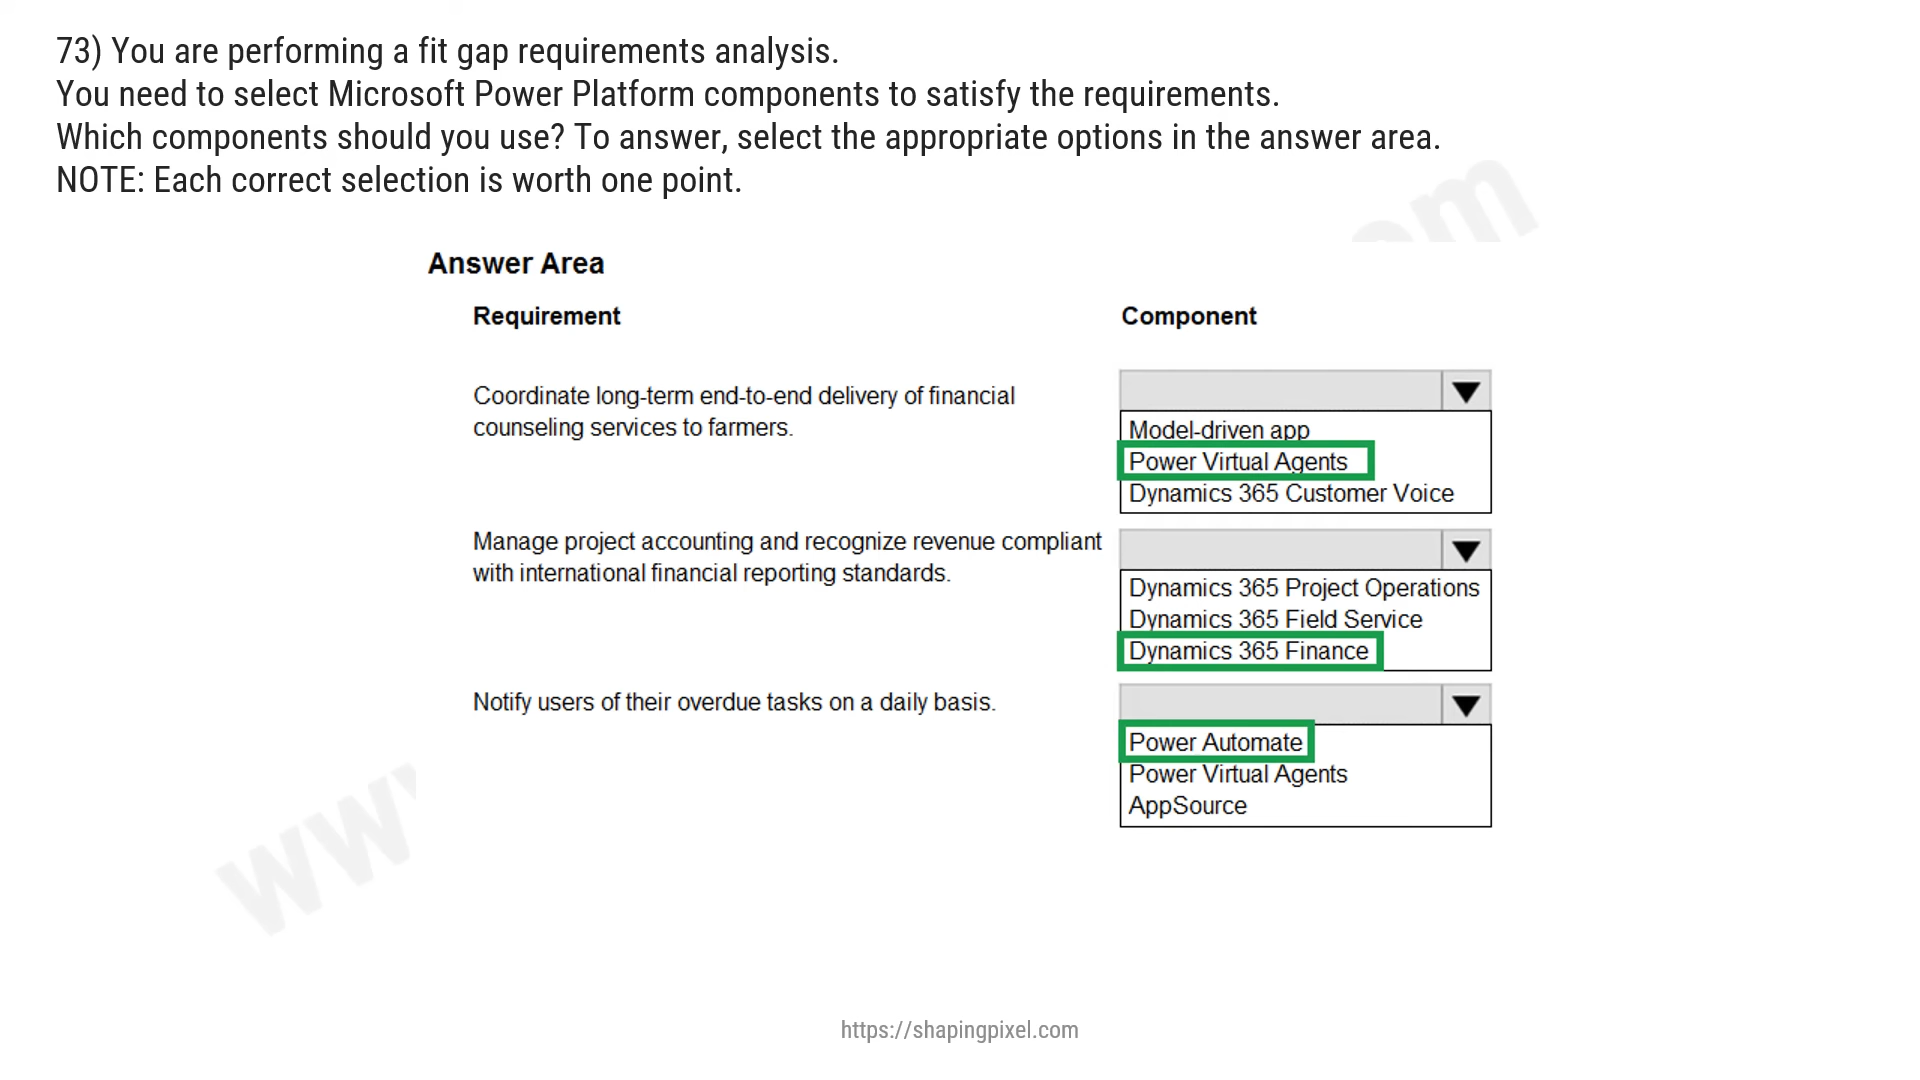 73) You are performing a fit gap requirements analysis.
You need to select Microsoft Power Platform components to satisfy the requirements.
Which components should you use? To answer, select the appropriate options in the answer area.
NOTE: Each correct selection is worth one point.
om
Answer Area
Requirement
Component
Coordinate long-term end-to-end delivery of financial
counseling services to farmers.
Model-driven app
Power Virtual Agents
Dynamics 365 Customer Voice
Manage project accounting and recognize revenue compliant
with international financial reporting standards.
Dynamics 365 Project Operations
Dynamics 365 Field Service
Dynamics 365 Finance
Notify users of their overdue tasks on a daily basis.
Power Automate
Power Virtual Agents
AppSource
www
https://shapingpixel.com